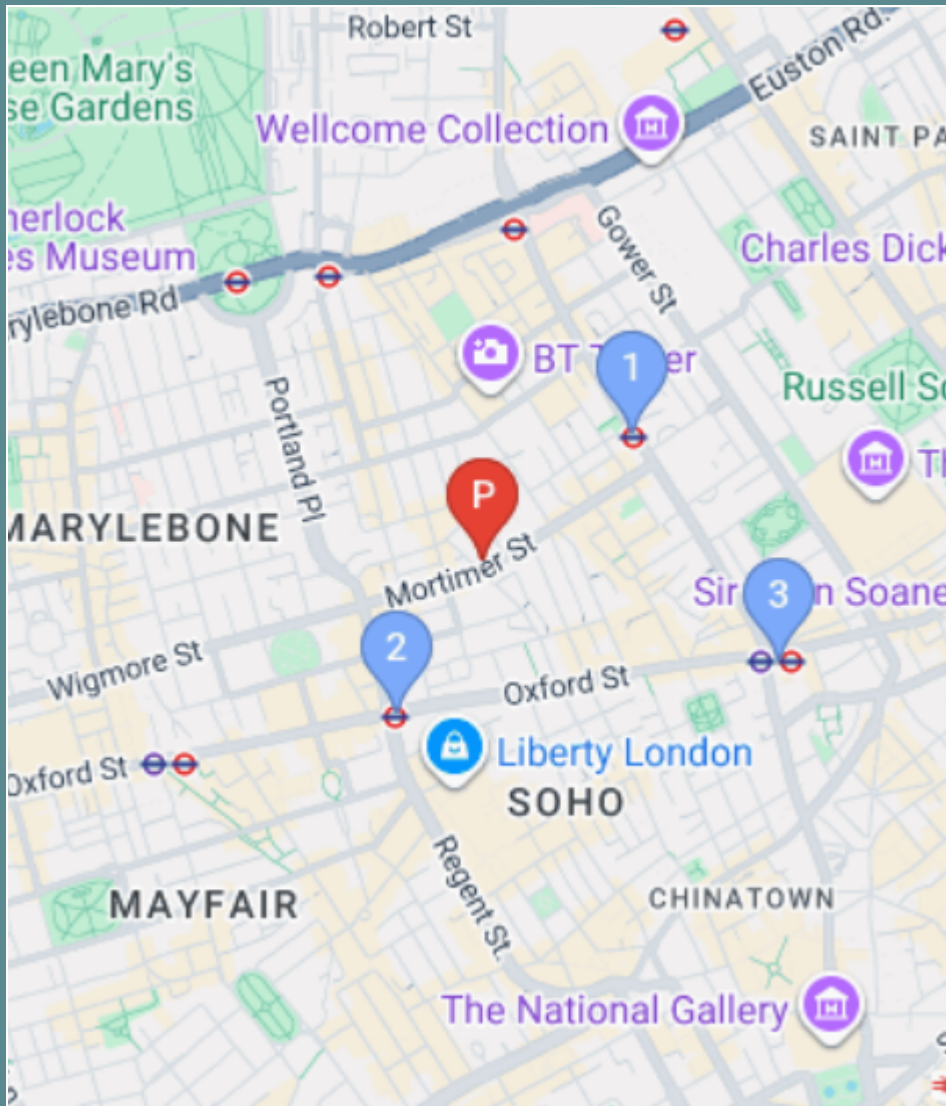 Robert St
een Mary's
se Gardens
Euston Rd.
Wellcome Collection
SAINT PA
herlock
es Museum
Gower St
Charles Dick
rylebone Rd
BT T er
1
Russell Sq
Portland Pl
P
Th
MARYLEBONE
Mortimer St
Sir n Soane
3
2
Wigmore St
Oxford St
Oxford St
Liberty London
SOHO
Regent St.
MAYFAIR
CHINATOWN
The National Gallery